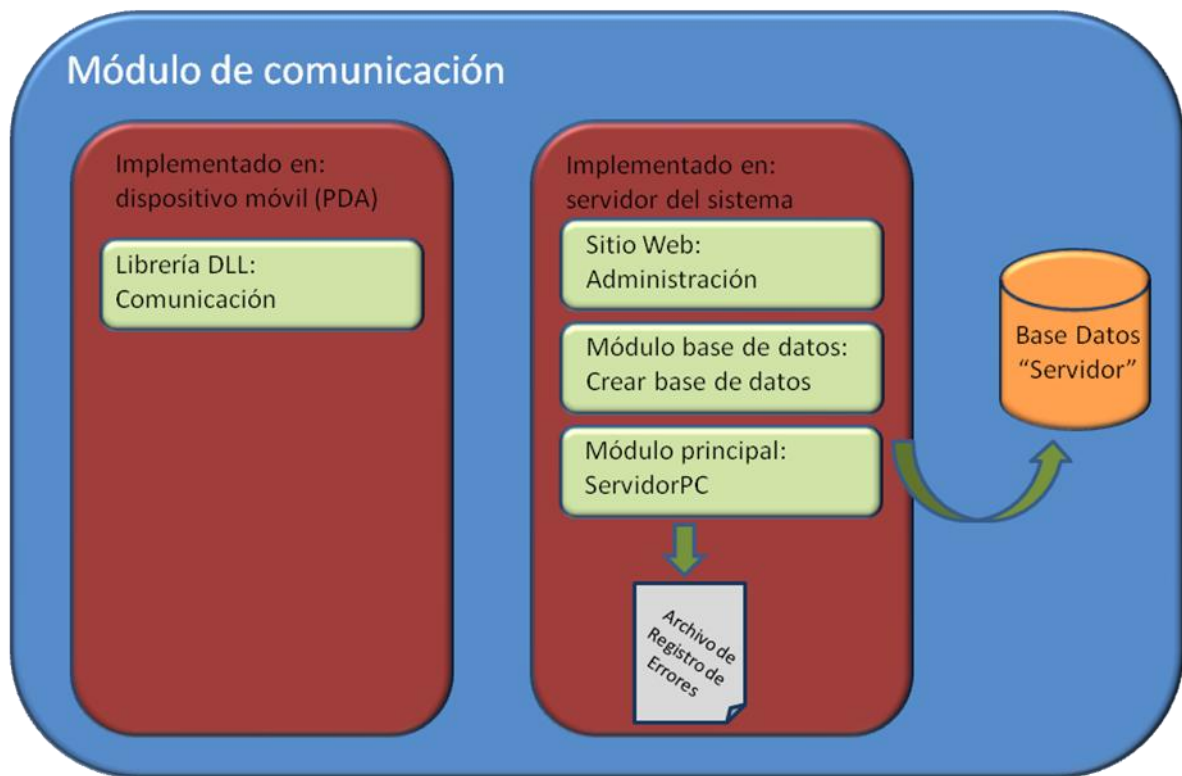 Módulo de comunicación
Implementado en:
dispositivo móvil (PDA)
Librería DLL:
Comunicación
Implementado en:
servidor del sistema
Sitio Web:
Administración
Módulo base de datos:
Crear base de datos
Módulo principal:
ServidorPC
Archivo de
Registro de
Errores
Base Datos
“Servidor”